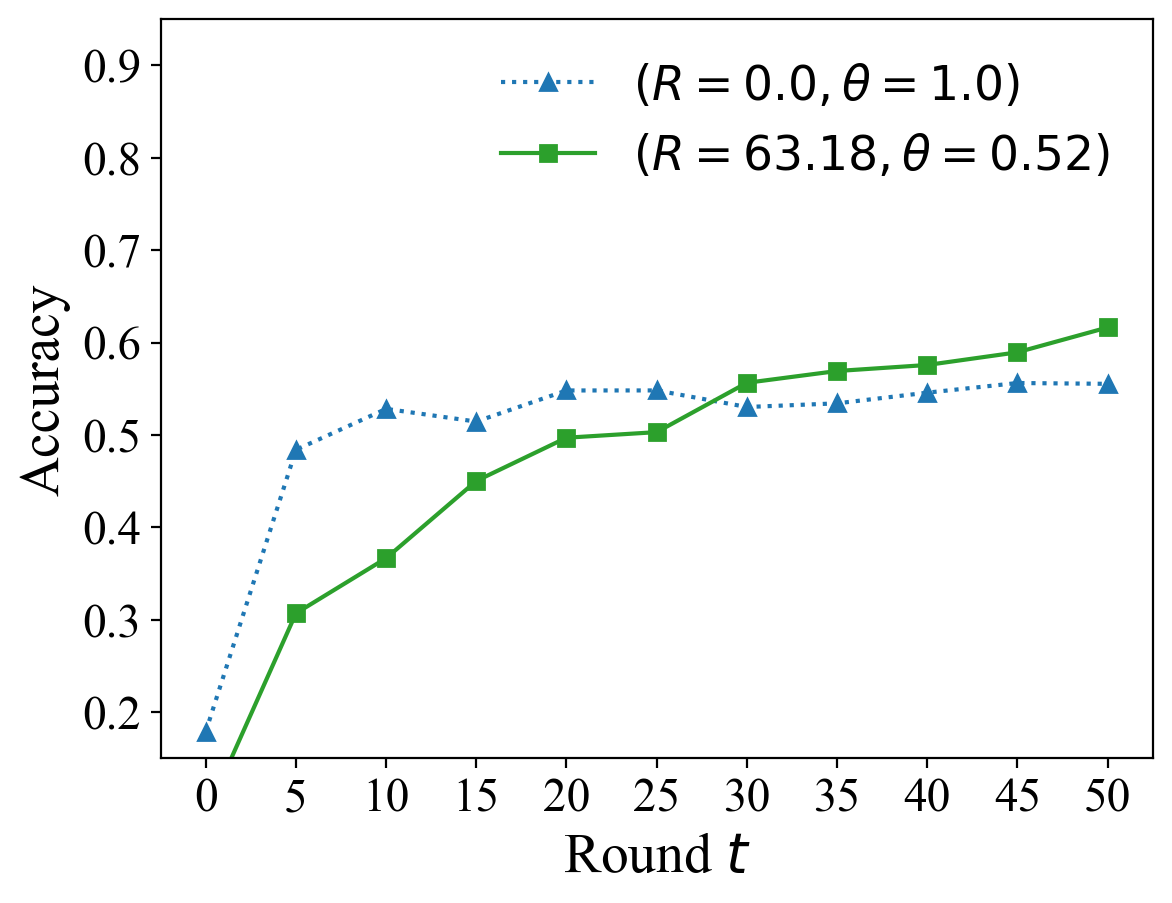 0.9
0.8
0.7
0.6
0.5
0.4
0.3
0.2
Accuracy
(R = 0.0, θ = 1.0)
(R = 63.18, θ = 0.52)
0 5 10 15 20 25 30 35 40 45 50
Round t